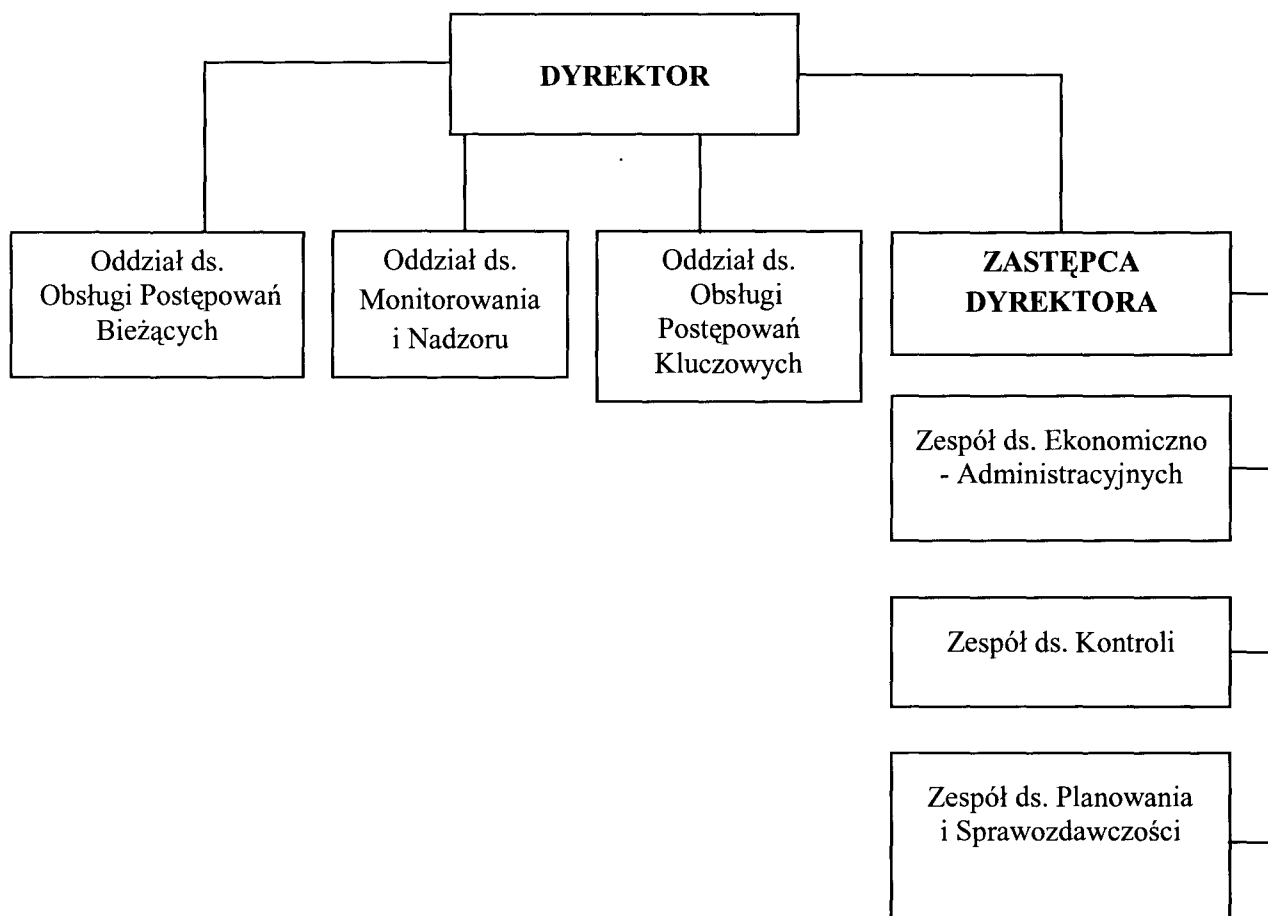 DYREKTOR
Oddział ds.
Obsługi Postępowań
Bieżących
Oddział ds.
Monitorowania
i Nadzoru
Oddział ds.
Obsługi
Postępowań
Kluczowych
ZASTĘPCA
DYREKTORA
Zespół ds. Ekonomiczno
- Administracyjnych
Zespół ds. Kontroli
Zespół ds. Planowania
i Sprawozdawczości